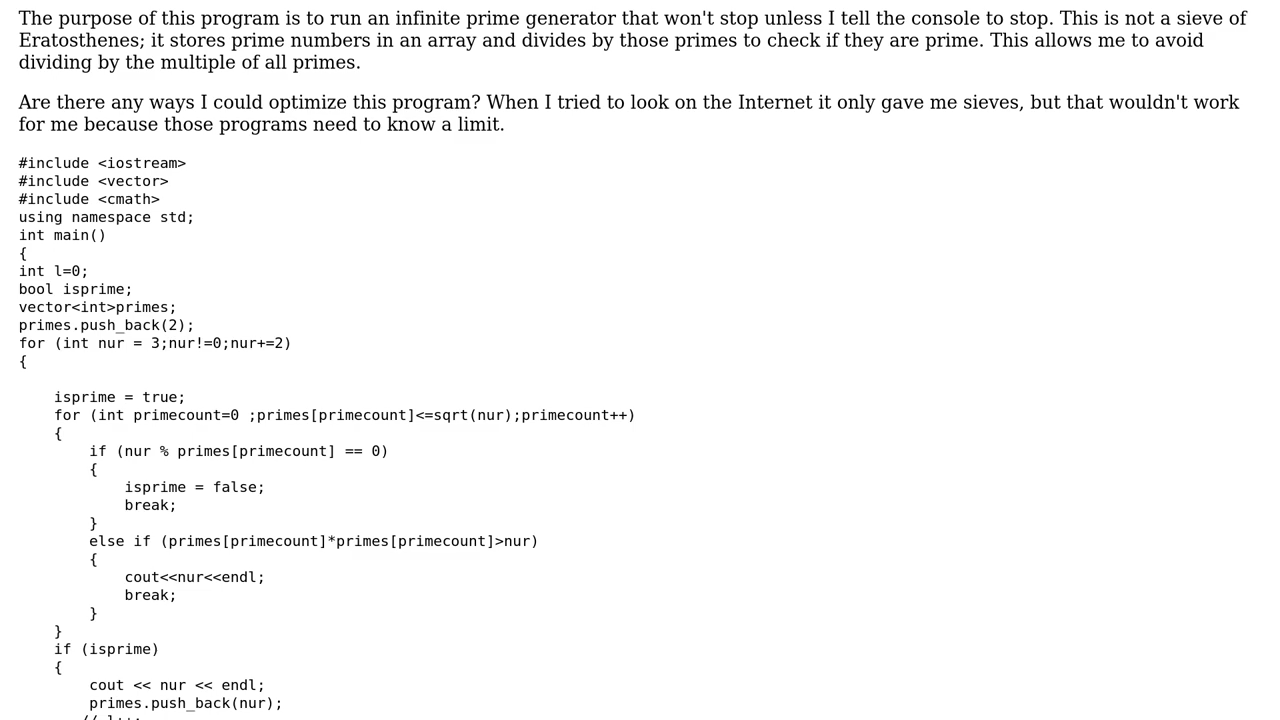 The purpose of this program is to run an infinite prime generator that won't stop unless I tell the console to stop. This is not a sieve of
Eratosthenes; it stores prime numbers in an array and divides by those primes to check if they are prime. This allows me to avoid
dividing by the multiple of all primes.
Are there any ways I could optimize this program? When I tried to look on the Internet it only gave me sieves, but that wouldn't work
for me because those programs need to know a limit.
#include <iostream>
#include <vector>
#include <cmath>
using namespace std;
int main()
{
int l=0;
bool isprime;
vector<int>primes;
primes.push_back(2);
for (int nur = 3;nur!=0;nur+=2)
{
    isprime = true;
    for (int primecount=0 ;primes[primecount]<=sqrt(nur);primecount++)
    {
        if (nur % primes[primecount] == 0)
        {
            isprime = false;
            break;
        }
        else if (primes[primecount]*primes[primecount]>nur)
        {
            cout<<nur<<endl;
            break;
        }
    }
    if (isprime)
    {
        cout << nur << endl;
        primes.push_back(nur);